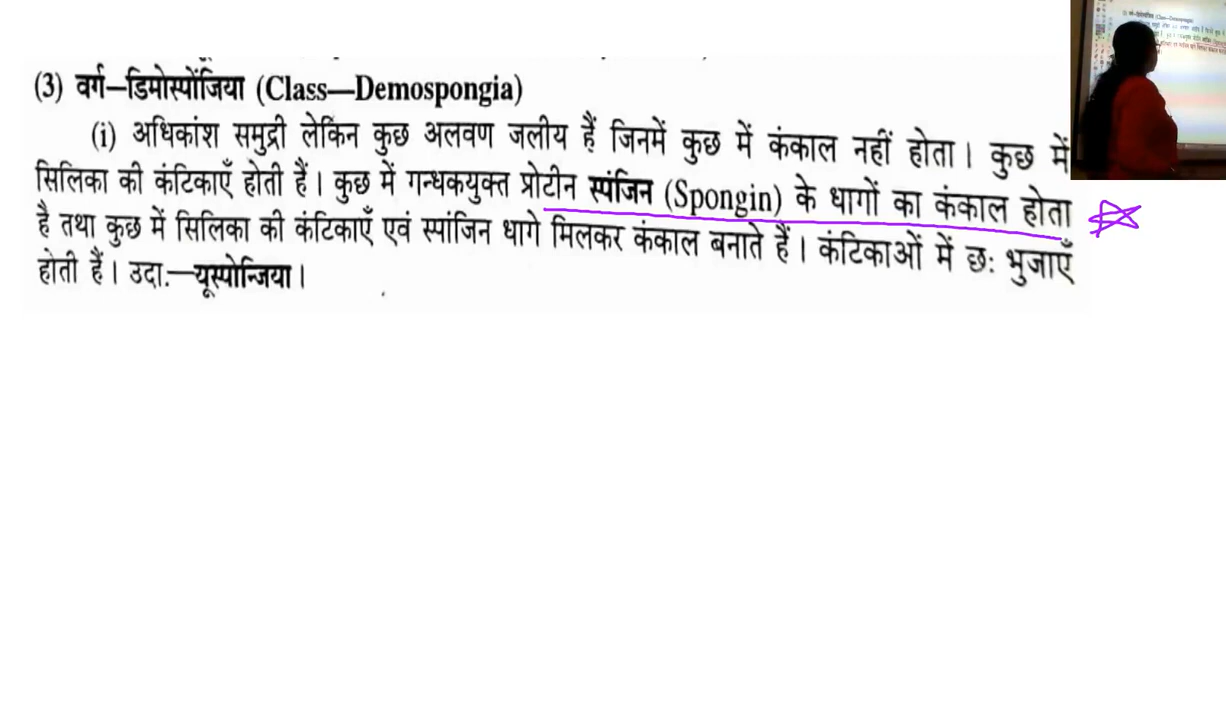 (3) वर्ग–डिमोस्पोंजिया (Class—Demospongia)
(i) अधिकांश समुद्री लेकिन कुछ अलवण जलीय हैं जिनमें कुछ में कंकाल नहीं होता। कुछ में
सिलिका की कंटिकाएँ होती हैं। कुछ में गन्धकयुक्त प्रोटीन स्पंजिन (Spongin) के धागों का कंकाल होता
है तथा कुछ में सिलिका की कंटिकाएँ एवं स्पांजिन धागे मिलकर कंकाल बनाते हैं। कंटिकाओं में छः भुजाएँ
होती हैं। उदा.—यूस्पोन्जिया।